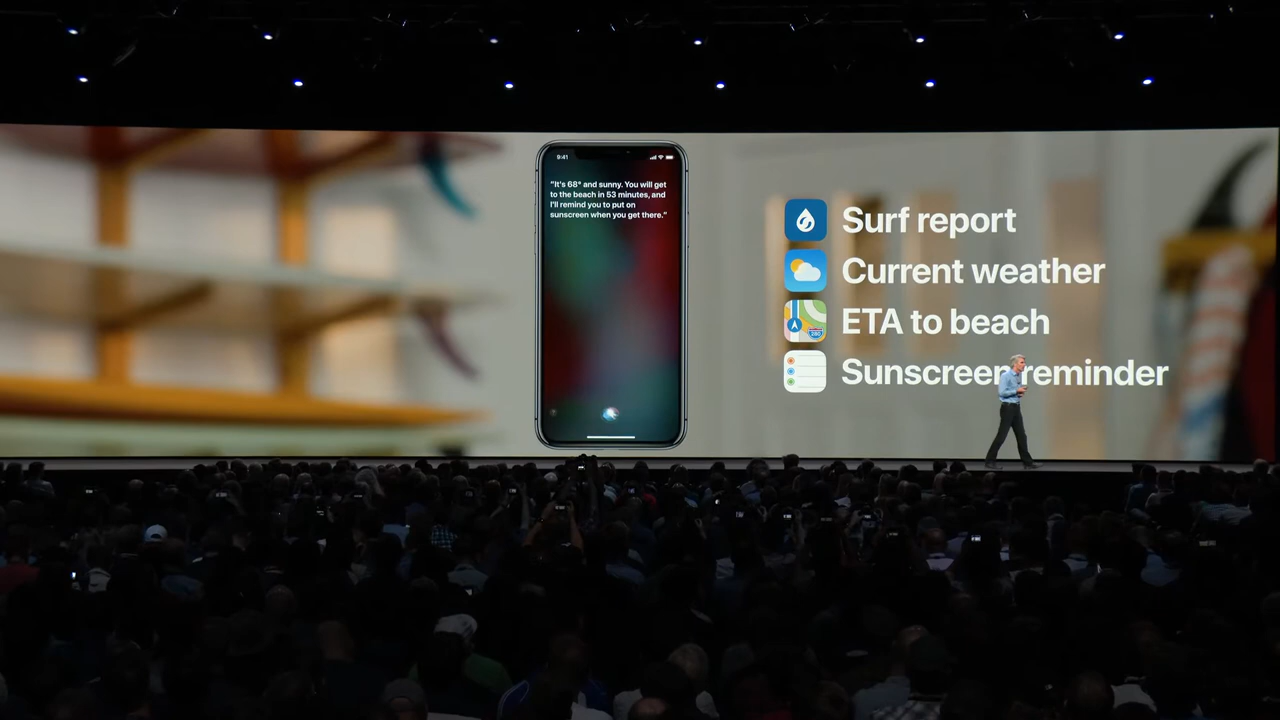 9:41
"It's 68° and sunny. You will get
to the beach in 53 minutes, and
I'll remind you to put on
sunscreen when you get there."
Surf report
Current weather
ETA to beach
Sunscreen reminder
280